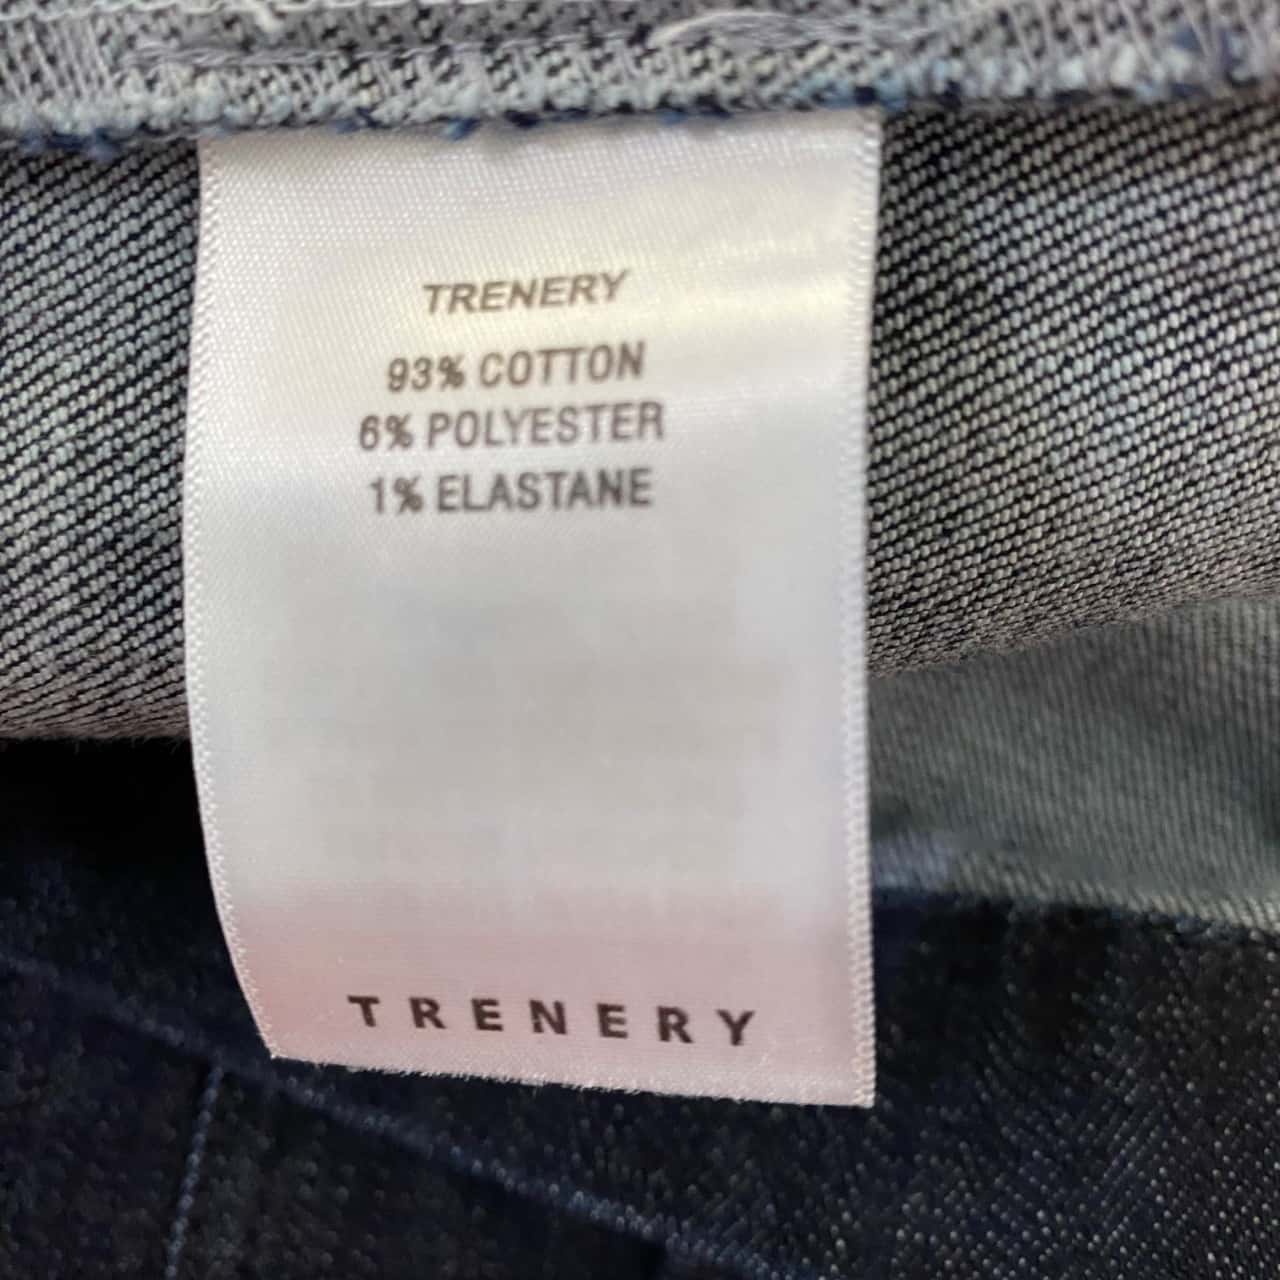 TRENERY
93% COTTON
6% POLYESTER
1% ELASTANE
TRENERY